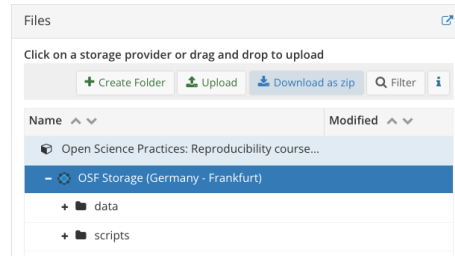 Files
Click on a storage provider or drag and drop to upload
Create Folder Upload Download as zip Filter i
Name Modified
Open Science Practices: Reproducibility course...
OSF Storage (Germany - Frankfurt)
data
scripts